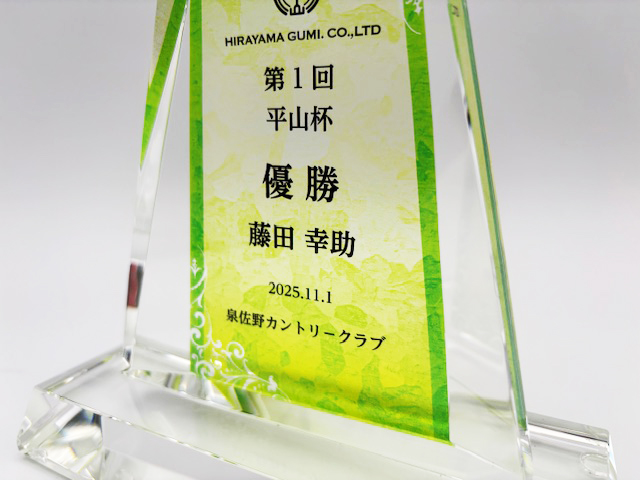 HIRAYAMA GUMI. CO.,LTD
第1回
平山杯
優勝
藤田 幸助
2025.11.1
泉佐野カントリークラブ